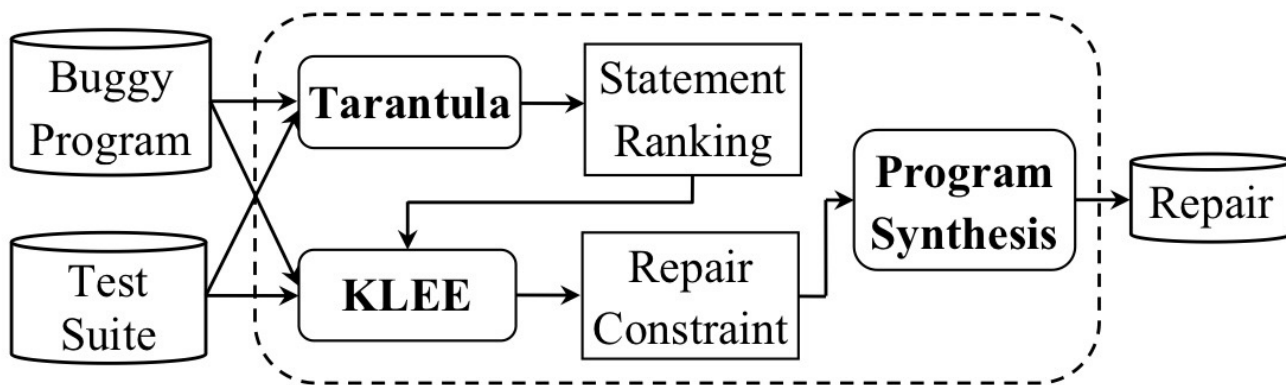 Buggy
Program
Tarantula
Statement
Ranking
Program
Synthesis
Repair
Test
Suite
KLEE
Repair
Constraint